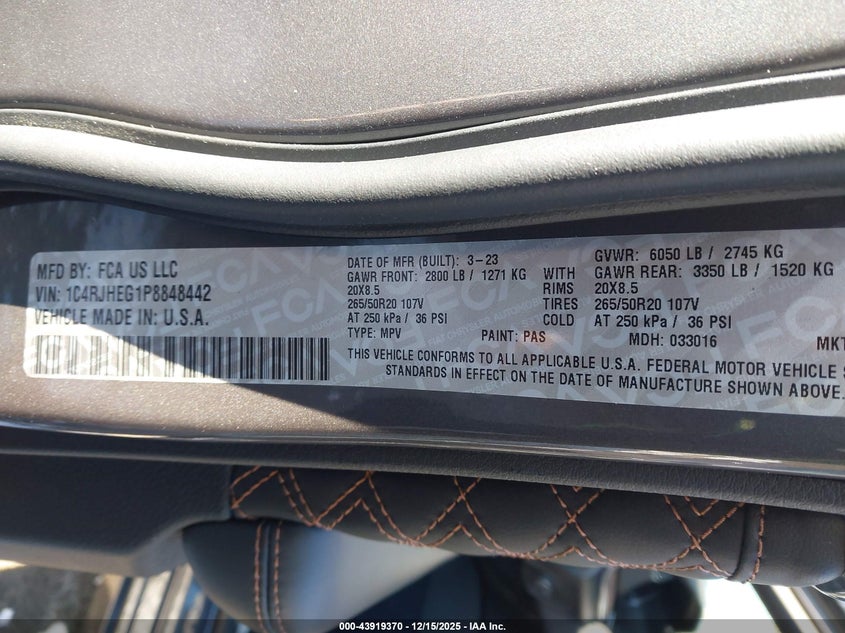 MFD BY: FCA US LLC
VIN: 1C4RJHEG1P8848442
VEHICLE MADE IN: U.S.A.
DATE OF MFR (BUILT): 3-23
GVWR: 6050 LB / 2745 KG
GAWR FRONT: 2800 LB / 1271 KG
GAWR REAR: 3350 LB / 1520 KG
20X8.5 RIMS 20X8.5
265/50R20 107V TIRES 265/50R20 107V
AT 250 kPa / 36 PSI COLD AT 250 kPa / 36 PSI
TYPE: MPV PAINT: PAS MDH: 033016 MKT
THIS VEHICLE CONFORMS TO ALL APPLICABLE U.S.A. FEDERAL MOTOR VEHICLE S
STANDARDS IN EFFECT ON THE DATE OF MANUFACTURE SHOWN ABOVE.
000-43919370 - 12/15/2025 - IAA Inc.